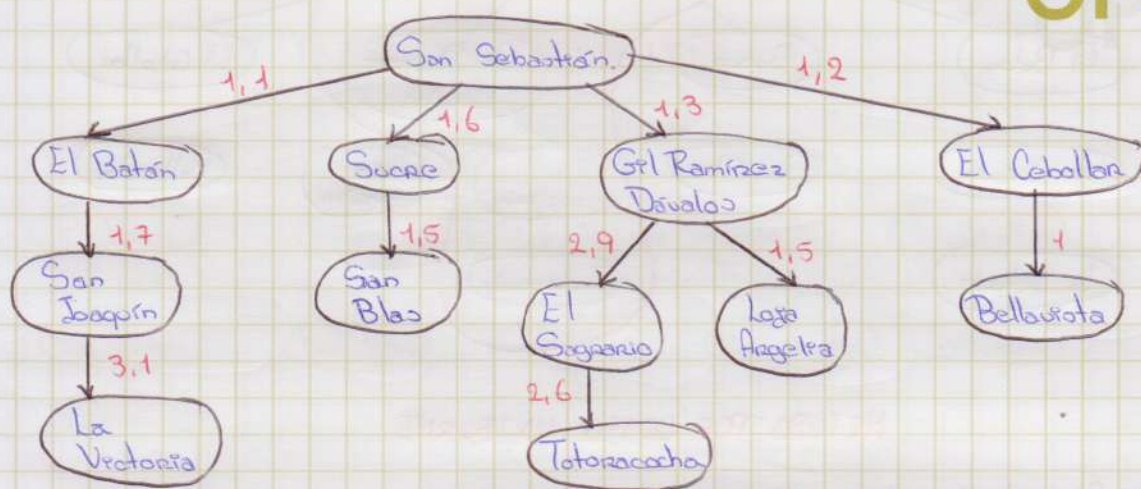 San Sebastián.
1,1
1,6
1,3
1,2
El Batán
Sucre
Gil Ramírez
Dávalos
El Cebollar
1,7
1,5
2,9
1,5
1
San
Joaquín
San
Blas
El
Sagrario
Loja
Argelia
Bellavista
3,1
2,6
La
Victoria
Totoracocha